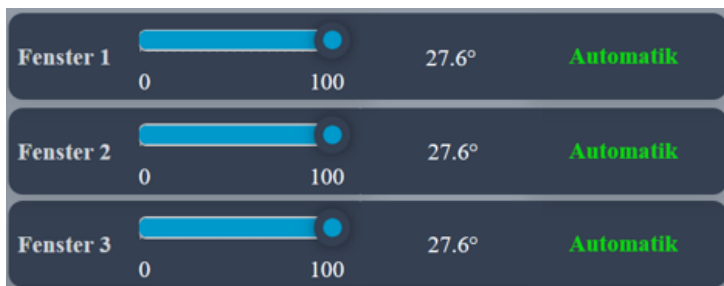 Fenster 1 27.6° Automatik
0 100
Fenster 2 27.6° Automatik
0 100
Fenster 3 27.6° Automatik
0 100